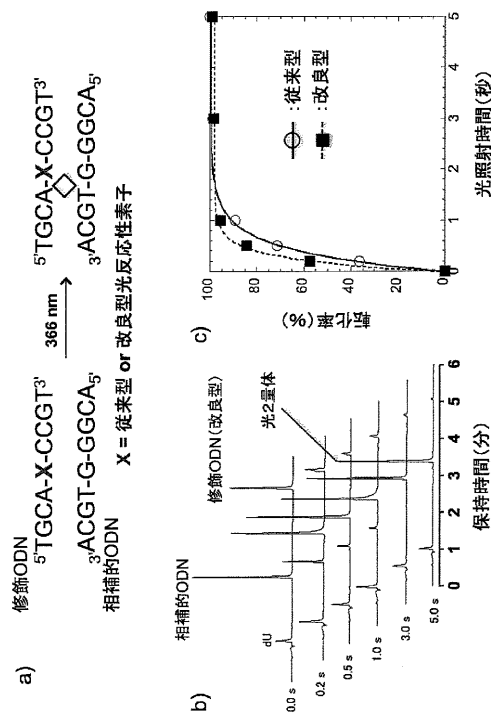 a)
修飾ODN
5'TGCA-X-CCGT3'
3'ACGT-G-GGCA5'
相補的ODN
366 nm
5'TGCA-X-CCGT3'
3'ACGT-G-GGCA5'
X = 従来型 or 改良型光反応性素子
b)
相補的ODN
修飾ODN(改良型)
光2量体
dU
0.0 s
0.2 s
0.5 s
1.0 s
3.0 s
5.0 s
0 1 2 3 4 5 6
保持時間(分)
c)
転化率(%)
100
80
60
40
20
0
:従来型
:改良型
0 1 2 3 4 5
光照射時間(秒)